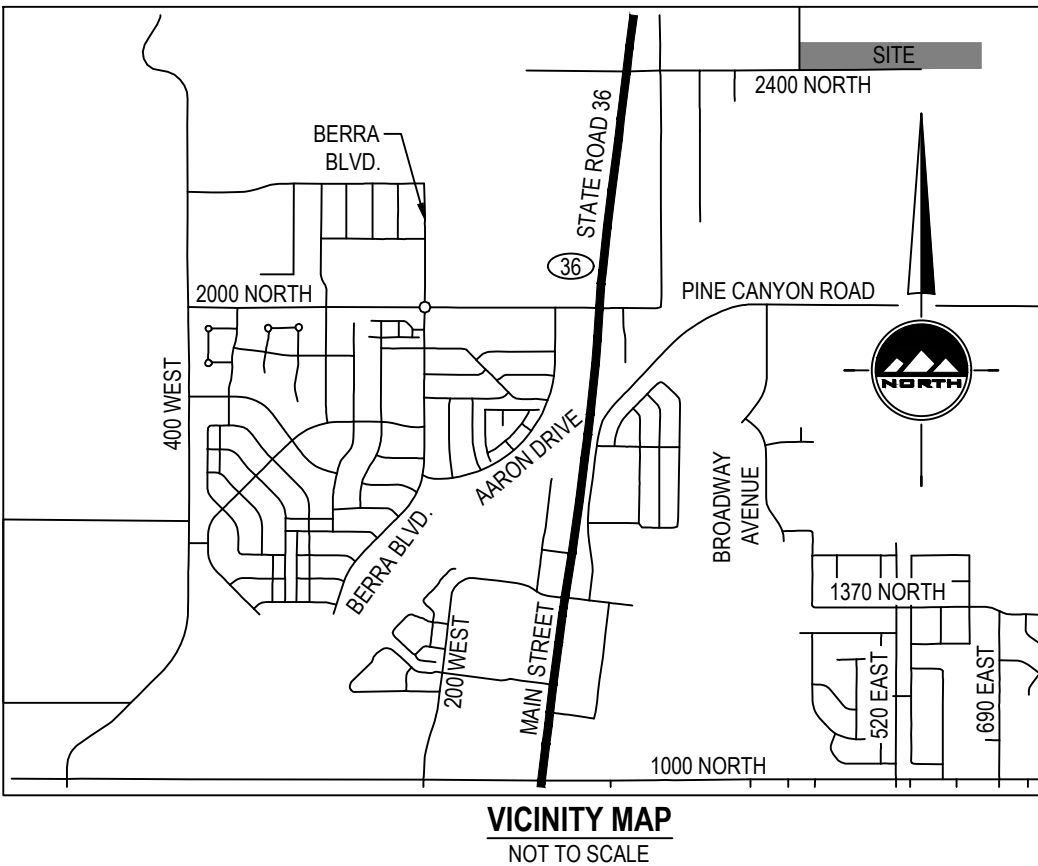 SITE
2400 NORTH
BERRA
BLVD.
STATE ROAD 36
36
2000 NORTH
PINE CANYON ROAD
NORTH
400 WEST
AARON DRIVE
BROADWAY
AVENUE
BERRA BLVD.
1370 NORTH
200 WEST
MAIN STREET
520 EAST
690 EAST
1000 NORTH
VICINITY MAP
NOT TO SCALE